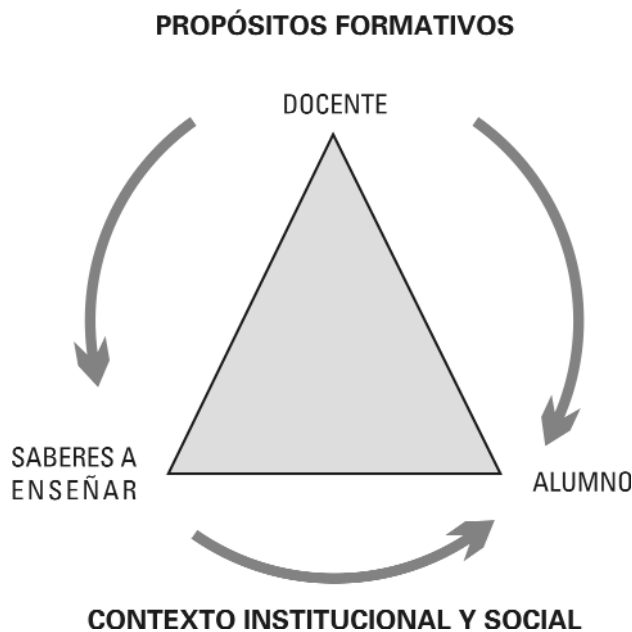 PROPÓSITOS FORMATIVOS
DOCENTE
SABERES A
ENSEÑAR
ALUMNO
CONTEXTO INSTITUCIONAL Y SOCIAL